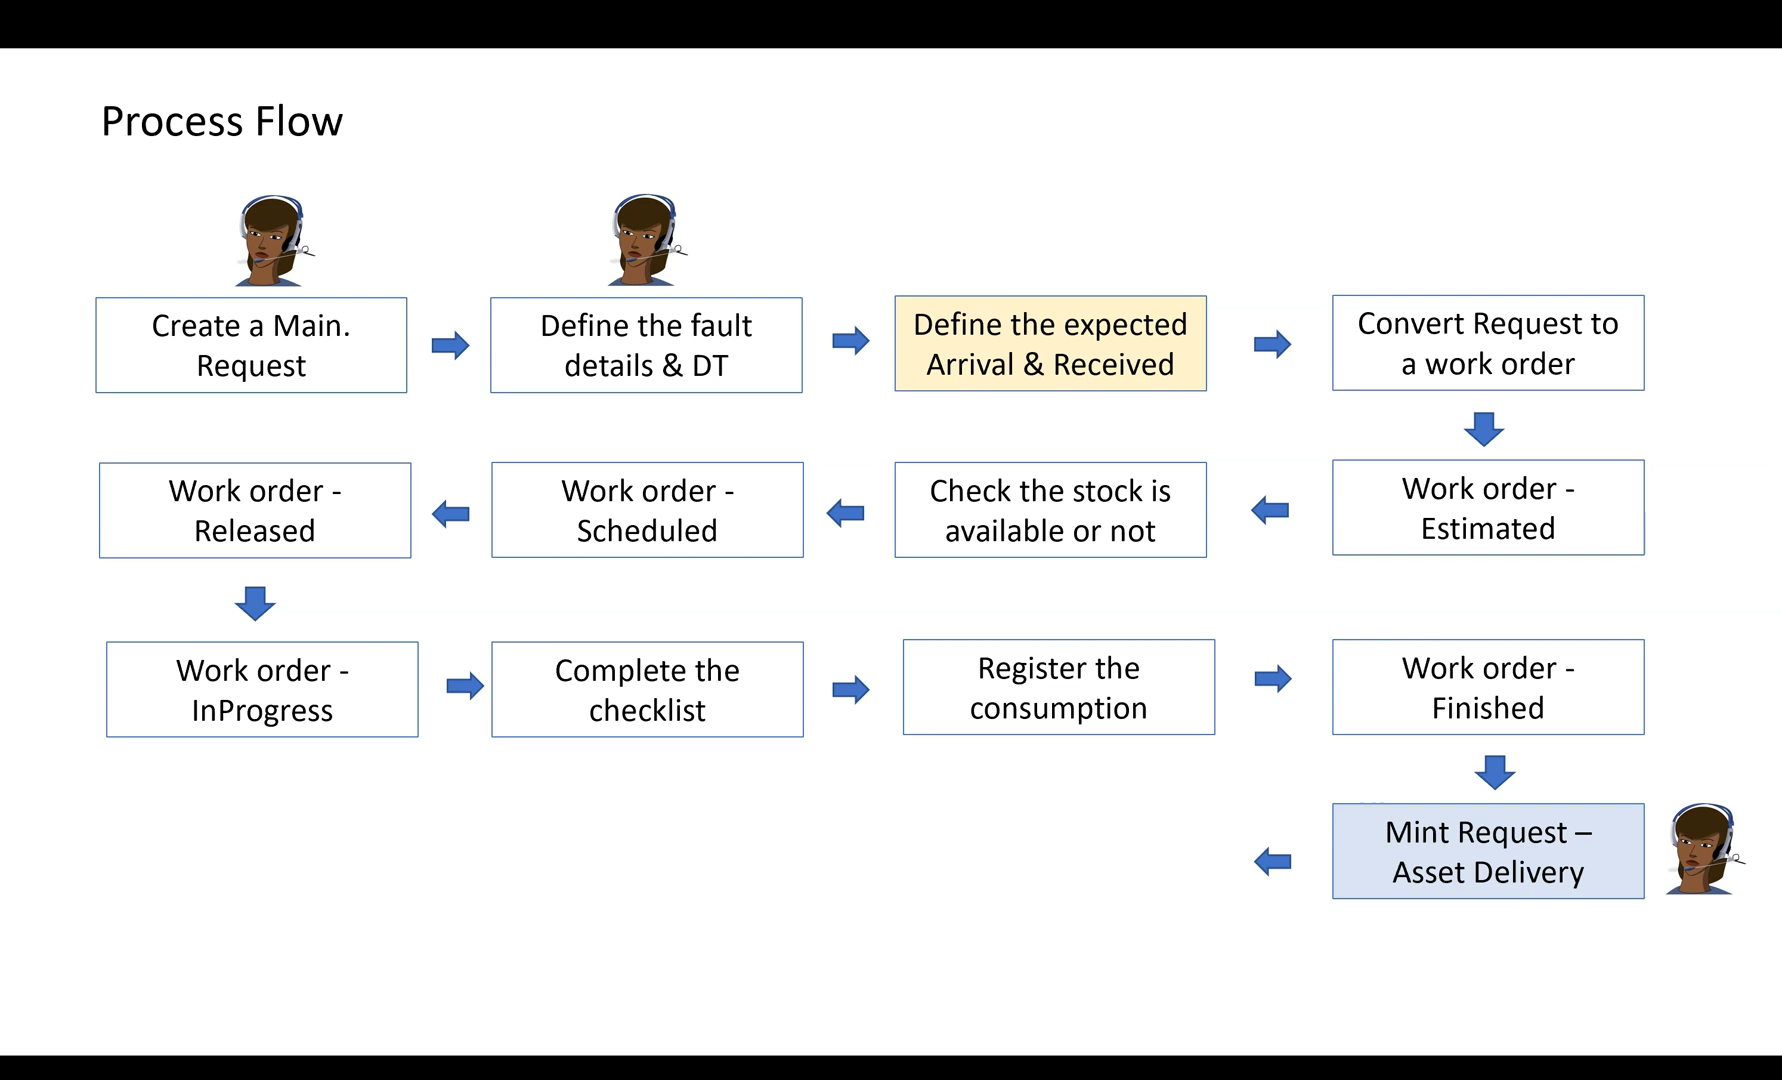 Process Flow
Create a Main.
Request
Define the fault
details & DT
Define the expected
Arrival & Received
Convert Request to
a work order
Work order -
Released
Work order -
Scheduled
Check the stock is
available or not
Work order -
Estimated
Work order -
InProgress
Complete the
checklist
Register the
consumption
Work order -
Finished
Mint Request –
Asset Delivery